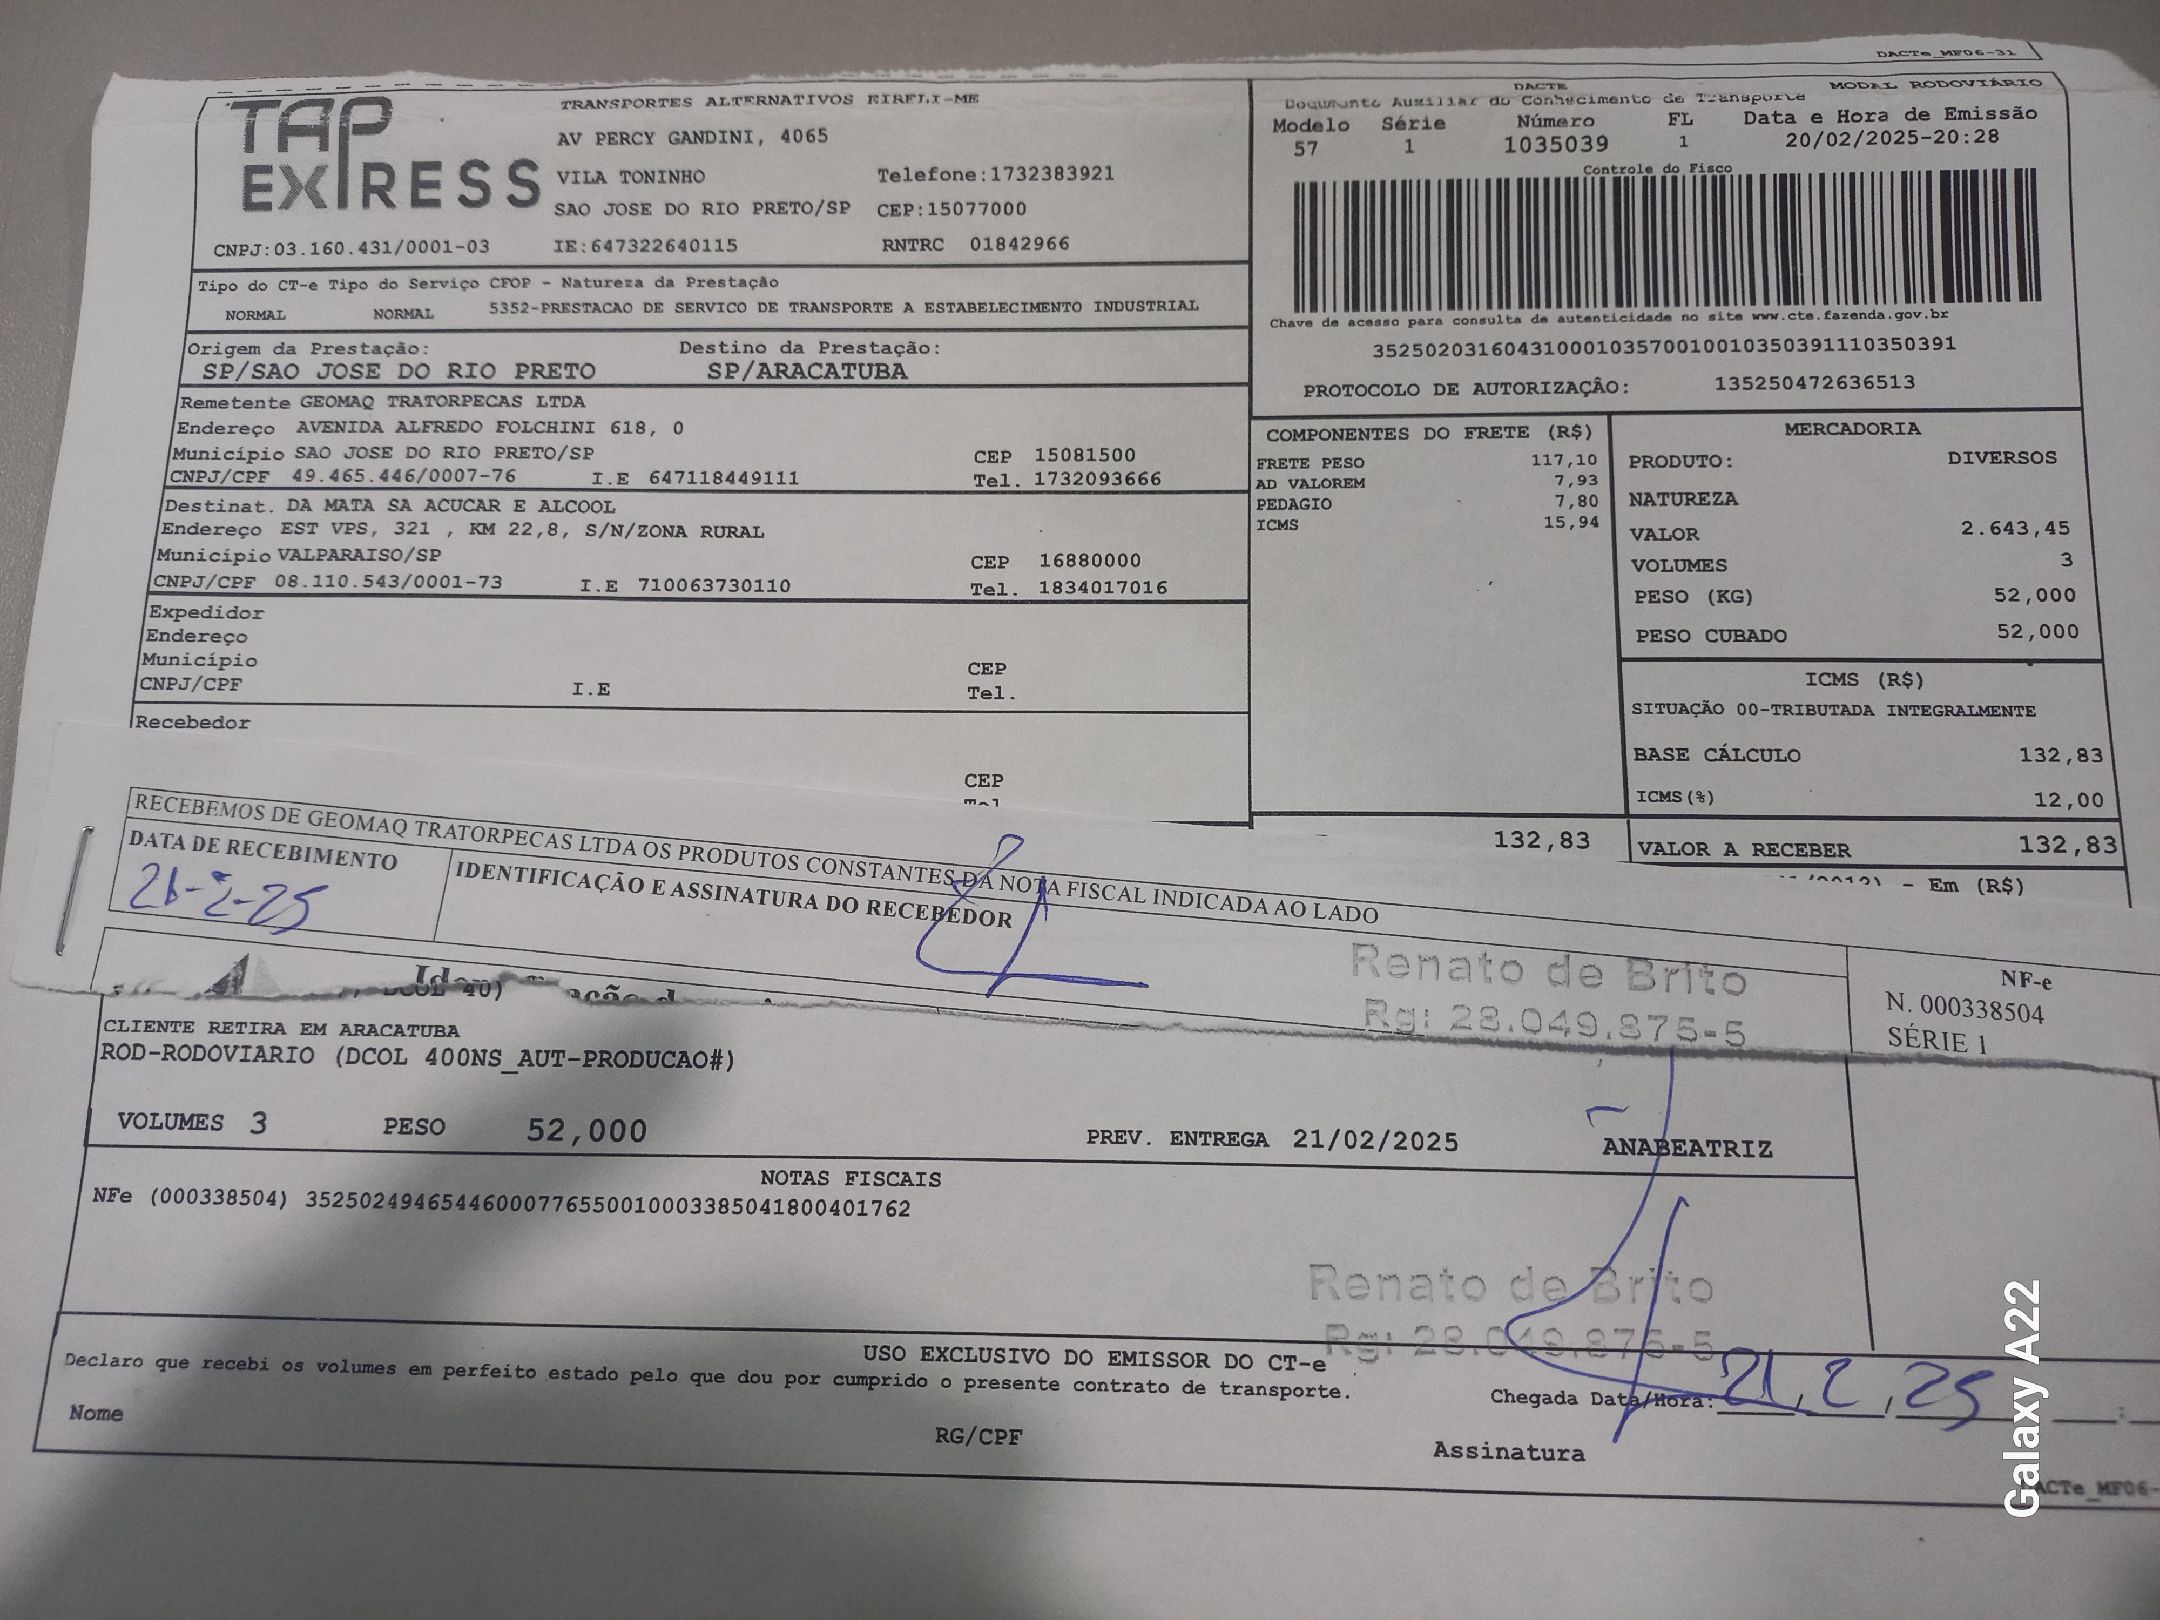 DACTe_MF06-31
TAP EXPRESS
TRANSPORTES ALTERNATIVOS EIRELI-ME
AV PERCY GANDINI, 4065
VILA TONINHO Telefone:1732383921
SAO JOSE DO RIO PRETO/SP CEP:15077000
CNPJ:03.160.431/0001-03 IE:647322640115 RNTRC 01842966
DACTE MODAL RODOVIÁRIO
Documento Auxiliar do Conhecimento de Transporte
Modelo Série Número FL Data e Hora de Emissão
57 1 1035039 1 20/02/2025-20:28
Controle do Fisco
Chave de acesso para consulta de autenticidade no site www.cte.fazenda.gov.br
35250203160431000103570010010350391110350391
PROTOCOLO DE AUTORIZAÇÃO: 135250472636513
Tipo do CT-e Tipo do Serviço CFOP - Natureza da Prestação
NORMAL NORMAL 5352-PRESTACAO DE SERVICO DE TRANSPORTE A ESTABELECIMENTO INDUSTRIAL
Origem da Prestação: Destino da Prestação:
SP/SAO JOSE DO RIO PRETO SP/ARACATUBA
Remetente GEOMAQ TRATORPECAS LTDA
Endereço AVENIDA ALFREDO FOLCHINI 618, 0
Município SAO JOSE DO RIO PRETO/SP CEP 15081500
CNPJ/CPF 49.465.446/0007-76 I.E 647118449111 Tel. 1732093666
Destinat. DA MATA SA ACUCAR E ALCOOL
Endereço EST VPS, 321 , KM 22,8, S/N/ZONA RURAL
Município VALPARAISO/SP CEP 16880000
CNPJ/CPF 08.110.543/0001-73 I.E 710063730110 Tel. 1834017016
Expedidor
Endereço
Município CEP
CNPJ/CPF I.E Tel.
Recebedor
CEP
COMPONENTES DO FRETE (R$)
FRETE PESO 117,10
AD VALOREM 7,93
PEDAGIO 7,80
ICMS 15,94
132,83
MERCADORIA
PRODUTO: DIVERSOS
NATUREZA
VALOR 2.643,45
VOLUMES 3
PESO (KG) 52,000
PESO CUBADO 52,000
ICMS (R$)
SITUAÇÃO 00-TRIBUTADA INTEGRALMENTE
BASE CÁLCULO 132,83
ICMS(%) 12,00
VALOR A RECEBER 132,83
- Em (R$)
RECEBEMOS DE GEOMAQ TRATORPECAS LTDA OS PRODUTOS CONSTANTES DA NOTA FISCAL INDICADA AO LADO
DATA DE RECEBIMENTO IDENTIFICAÇÃO E ASSINATURA DO RECEBEDOR
21-2-25
Renato de Brito
Rg: 28.049.875-5
NF-e
N. 000338504
SÉRIE 1
CLIENTE RETIRA EM ARACATUBA
ROD-RODOVIARIO (DCOL 400NS_AUT-PRODUCAO#)
VOLUMES 3 PESO 52,000 PREV. ENTREGA 21/02/2025 ANABEATRIZ
NOTAS FISCAIS
NFe (000338504) 35250249465446000776550010003385041800401762
Renato de Brito
Rg: 28.049.875-5
USO EXCLUSIVO DO EMISSOR DO CT-e
Declaro que recebi os volumes em perfeito estado pelo que dou por cumprido o presente contrato de transporte.
Chegada Data/Hora: 21,2,25
Nome RG/CPF Assinatura
Galaxy A22